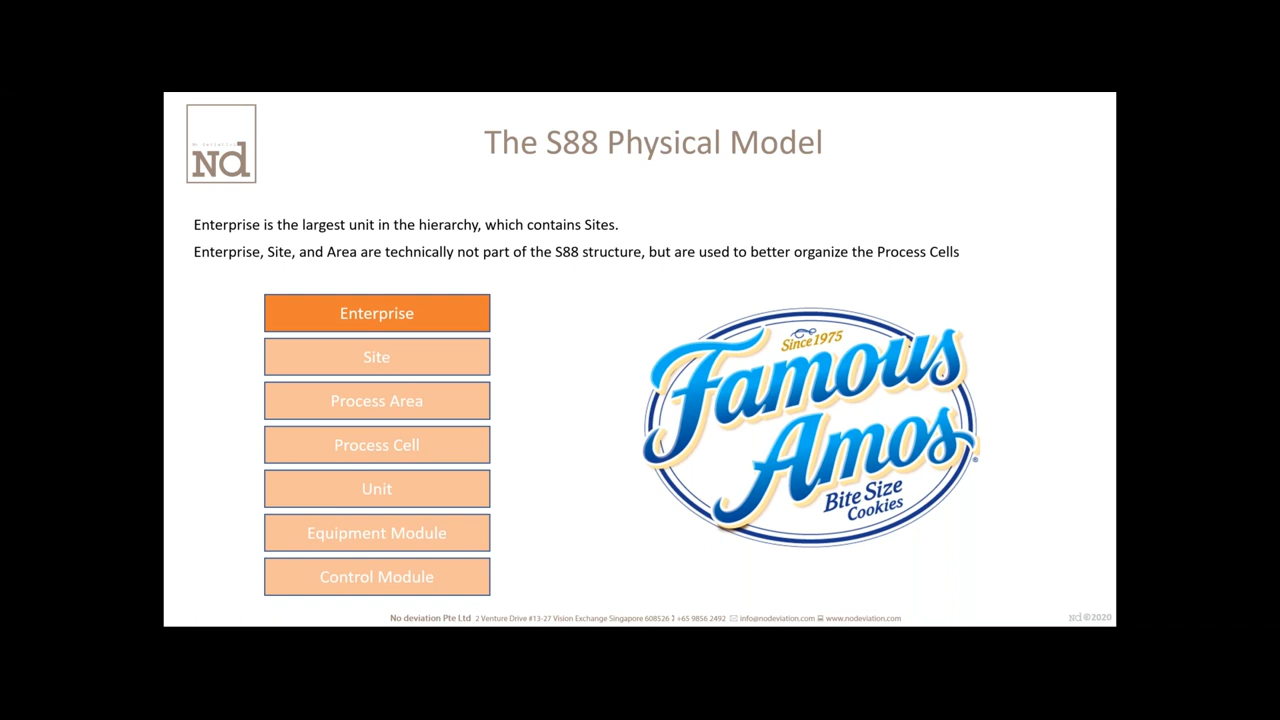 Nd
The S88 Physical Model
Enterprise is the largest unit in the hierarchy, which contains Sites.
Enterprise, Site, and Area are technically not part of the S88 structure, but are used to better organize the Process Cells
Enterprise
Site
Process Area
Process Cell
Unit
Equipment Module
Control Module
Since 1975
Famous
Amos
®
Bite Size
Cookies
No deviation Pte Ltd 2 Venture Drive #13-27 Vision Exchange Singapore 608526 +65 9856 2492 info@nodeviation.com www.nodeviation.com
Nd ©2020